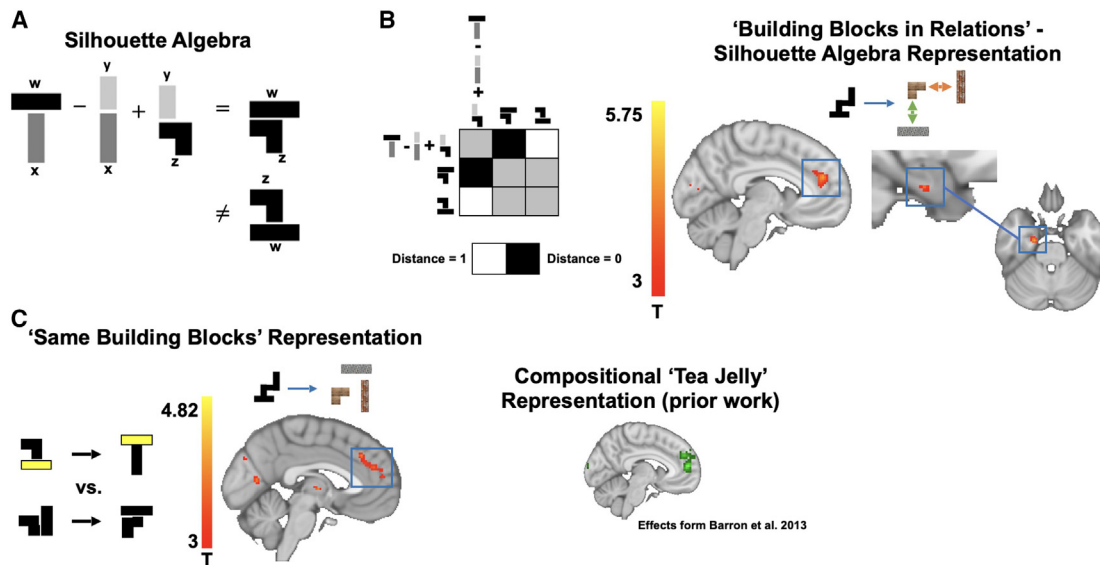 A
Silhouette Algebra
w
x
−
y
x
+
y
z
=
w
z
≠
z
w
B
-
+
- +
Distance = 1
Distance = 0
'Building Blocks in Relations' -
Silhouette Algebra Representation
5.75
3
T
C
'Same Building Blocks' Representation
vs.
4.82
3
T
Compositional 'Tea Jelly'
Representation (prior work)
Effects form Barron et al. 2013